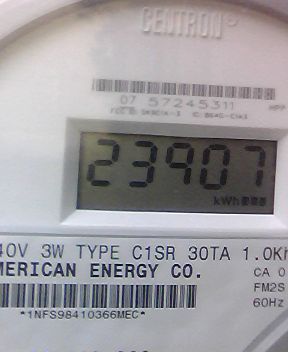 CENTRON
07 57245311
23907
kWh
40V 3W TYPE C1SR 30TA 1.0Kh
MERICAN ENERGY CO.
CA 0
FM2S
60Hz
*1NFS98410366MEC*